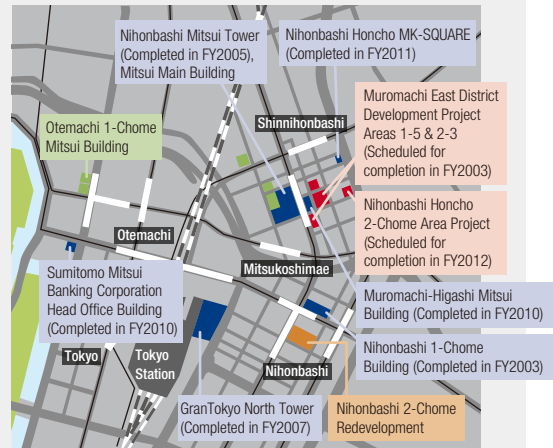 Nihonbashi Mitsui Tower
(Completed in FY2005),
Mitsui Main Building
Nihonbashi Honcho MK-SQUARE
(Completed in FY2011)
Otemachi 1-Chome
Mitsui Building
Shinnihonbashi
Muromachi East District
Development Project
Areas 1-5 & 2-3
(Scheduled for
completion in FY2003)
Nihonbashi Honcho
2-Chome Area Project
(Scheduled for
completion in FY2012)
Otemachi
Mitsukoshimae
Sumitomo Mitsui
Banking Corporation
Head Office Building
(Completed in FY2010)
Muromachi-Higashi Mitsui
Building (Completed in FY2010)
Nihonbashi 1-Chome
Building (Completed in FY2003)
Tokyo
Tokyo
Station
Nihonbashi
GranTokyo North Tower
(Completed in FY2007)
Nihonbashi 2-Chome
Redevelopment